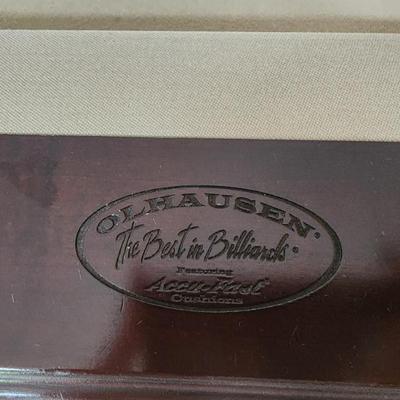 OLHAUSEN®
The Best in Billiards®
Featuring
Accu-Fast®
Cushions